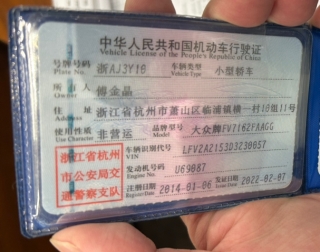 中华人民共和国机动车行驶证
Vehicle License of the People's Republic of China
号牌号码 Plate No. 浙AJ3Y16 车辆类型 Vehicle Type 小型轿车
所有人 Owner 傅金晶
住址 Address 浙江省杭州市萧山区临浦镇横一村16组11号
使用性质 Use Character 非营运 品牌型号 Model 大众牌FV7162FAAGG
浙江省杭州市公安局交通警察支队
车辆识别代号 VIN LFV2A2153D3230057
发动机号码 Engine No. U69887
注册日期 Register Date 2014-01-06 发证日期 Issue Date 2022-02-07